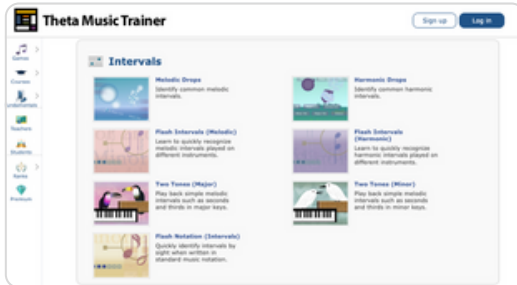 Theta Music Trainer
Sign up
Log in
Games
Courses
Teachers
Students
Ranks
Premium
Intervals
Melodic Drops
Identify common melodic
intervals.
Harmonic Drops
Identify common harmonic
intervals.
Flash Intervals (Melodic)
Learn to quickly recognize
melodic intervals played on
different instruments.
Flash Intervals
(Harmonic)
Learn to quickly recognize
harmonic intervals played on
different instruments.
Two Tones (Major)
Play back simple melodic
intervals such as seconds
and thirds in major keys.
Two Tones (Minor)
Play back simple melodic
intervals such as seconds
and thirds in minor keys.
Flash Notation (Intervals)
Quickly identify intervals by
sight when written in
standard music notation.